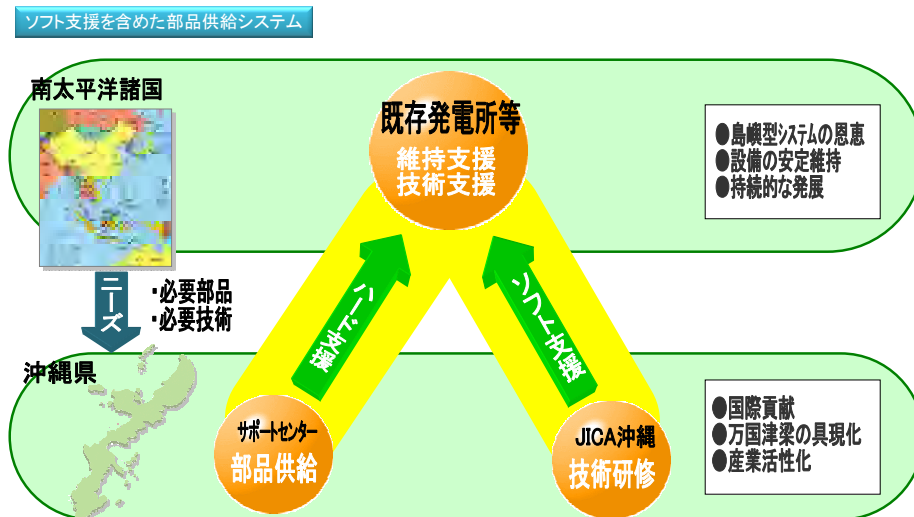 ソフト支援を含めた部品供給システム
南太平洋諸国
既存発電所等
維持支援
技術支援
●島嶼型システムの恩恵
●設備の安定維持
●持続的な発展
ニーズ
・必要部品
・必要技術
ハード支援
ソフト支援
沖縄県
サポートセンター
部品供給
JICA沖縄
技術研修
●国際貢献
●万国津梁の具現化
●産業活性化